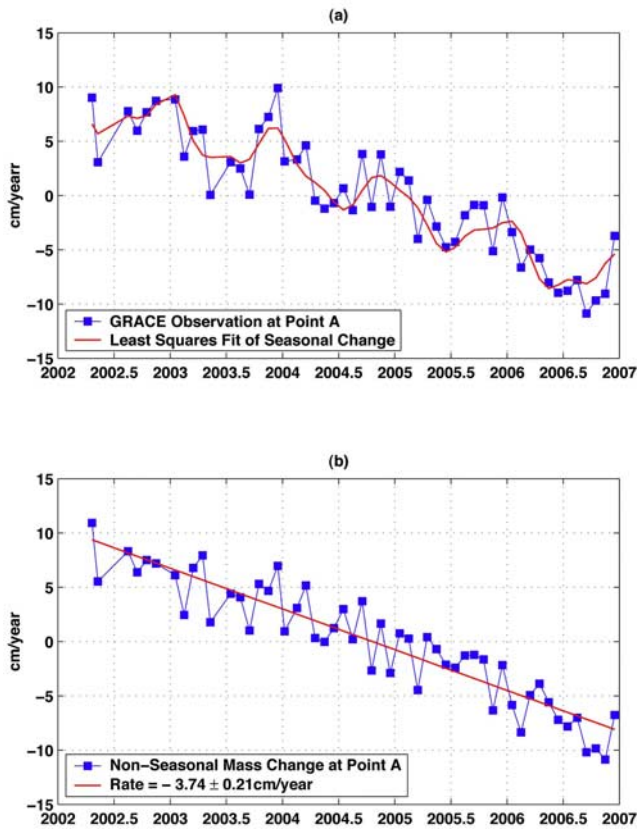 (a)
15
10
5
0
−5
−10
−15
cm/yearr
GRACE Observation at Point A
Least Squares Fit of Seasonal Change
2002 2002.5 2003 2003.5 2004 2004.5 2005 2005.5 2006 2006.5 2007
(b)
15
10
5
0
−5
−10
−15
cm/year
Non−Seasonal Mass Change at Point A
Rate = − 3.74 ± 0.21cm/year
2002 2002.5 2003 2003.5 2004 2004.5 2005 2005.5 2006 2006.5 2007